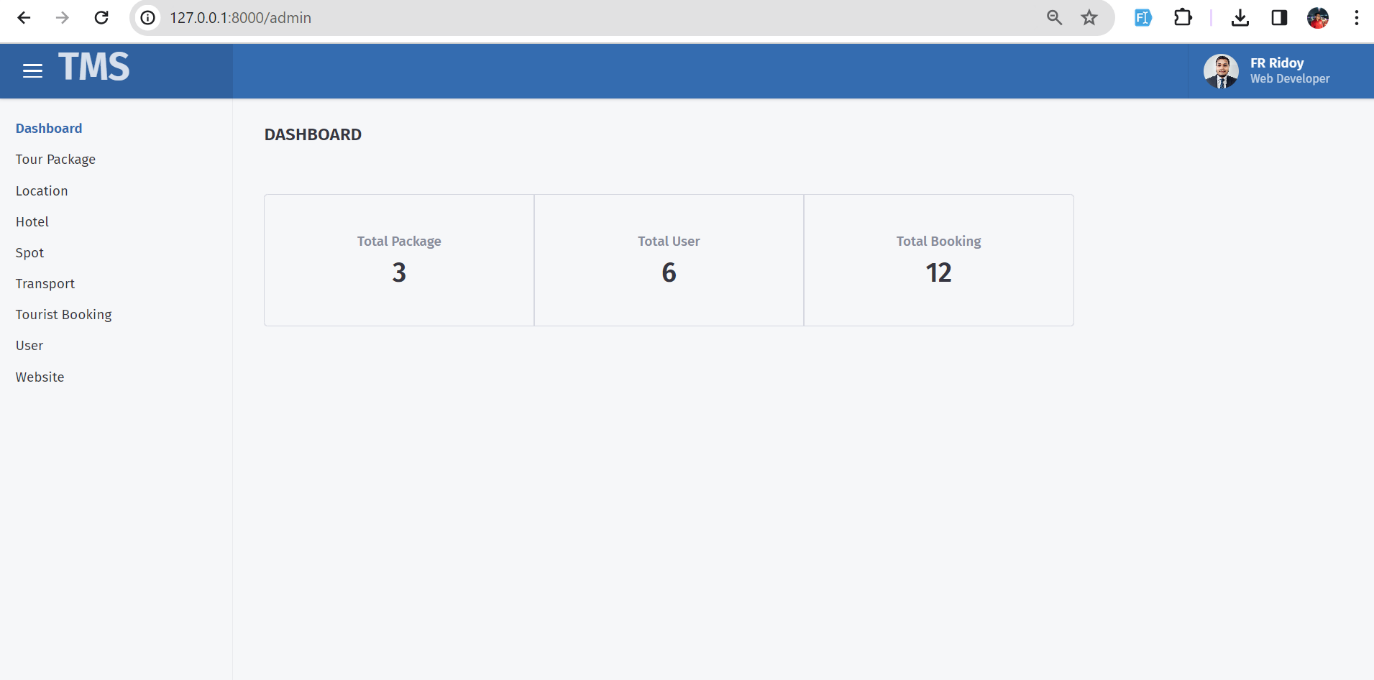 127.0.0.1:8000/admin
TMS
FR Ridoy
Web Developer
Dashboard
Tour Package
Location
Hotel
Spot
Transport
Tourist Booking
User
Website
DASHBOARD
Total Package
3
Total User
6
Total Booking
12